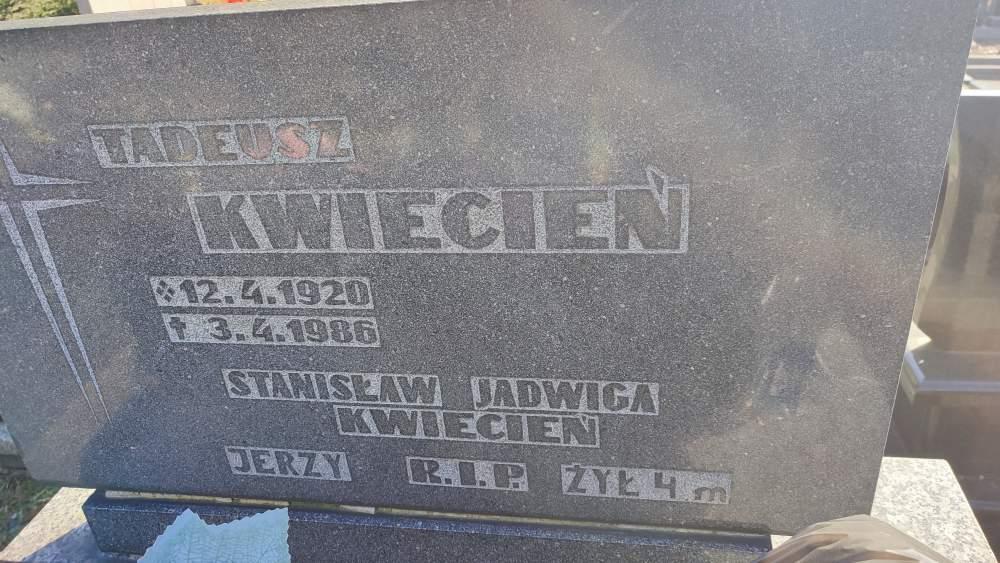 TADEUSZ
KWIECIEŃ
12.4.1920
† 3.4.1986
STANISŁAW JADWIGA
KWIECIEŃ
JERZY R.I.P. ŻYŁ 4 m